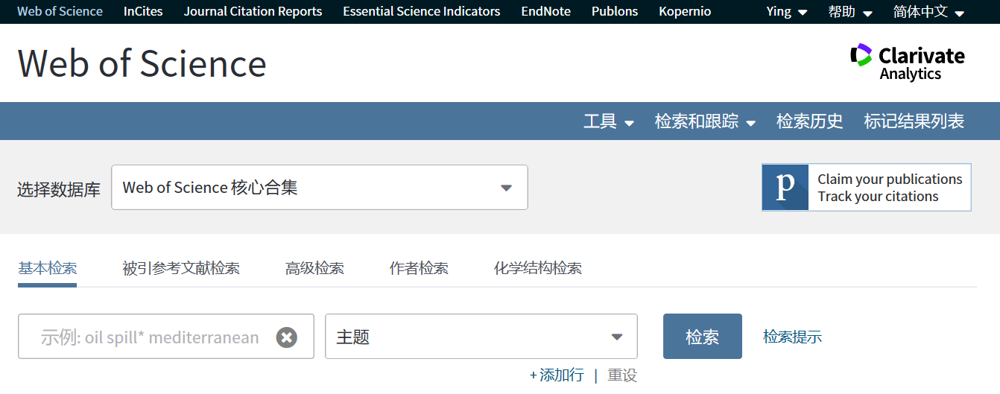 Web of Science InCites Journal Citation Reports Essential Science Indicators EndNote Publons Kopernio Ying 帮助 简体中文
Web of Science
Clarivate
Analytics
工具 检索和跟踪 检索历史 标记结果列表
选择数据库 Web of Science 核心合集
p
Claim your publications
Track your citations
基本检索 被引参考文献检索 高级检索 作者检索 化学结构检索
示例: oil spill* mediterranean 主题 检索 检索提示
+ 添加行 | 重设